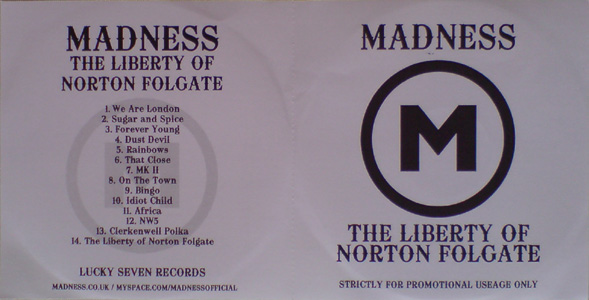 MADNESS
THE LIBERTY OF
NORTON FOLGATE
1. We Are London
2. Sugar and Spice
3. Forever Young
4. Dust Devil
5. Rainbows
6. That Close
7. MK II
8. On The Town
9. Bingo
10. Idiot Child
11. Africa
12. NW5
13. Clerkenwell Polka
14. The Liberty of Norton Folgate
LUCKY SEVEN RECORDS
MADNESS.CO.UK / MYSPACE.COM/MADNESSOFFICIAL
MADNESS
M
THE LIBERTY OF
NORTON FOLGATE
STRICTLY FOR PROMOTIONAL USEAGE ONLY